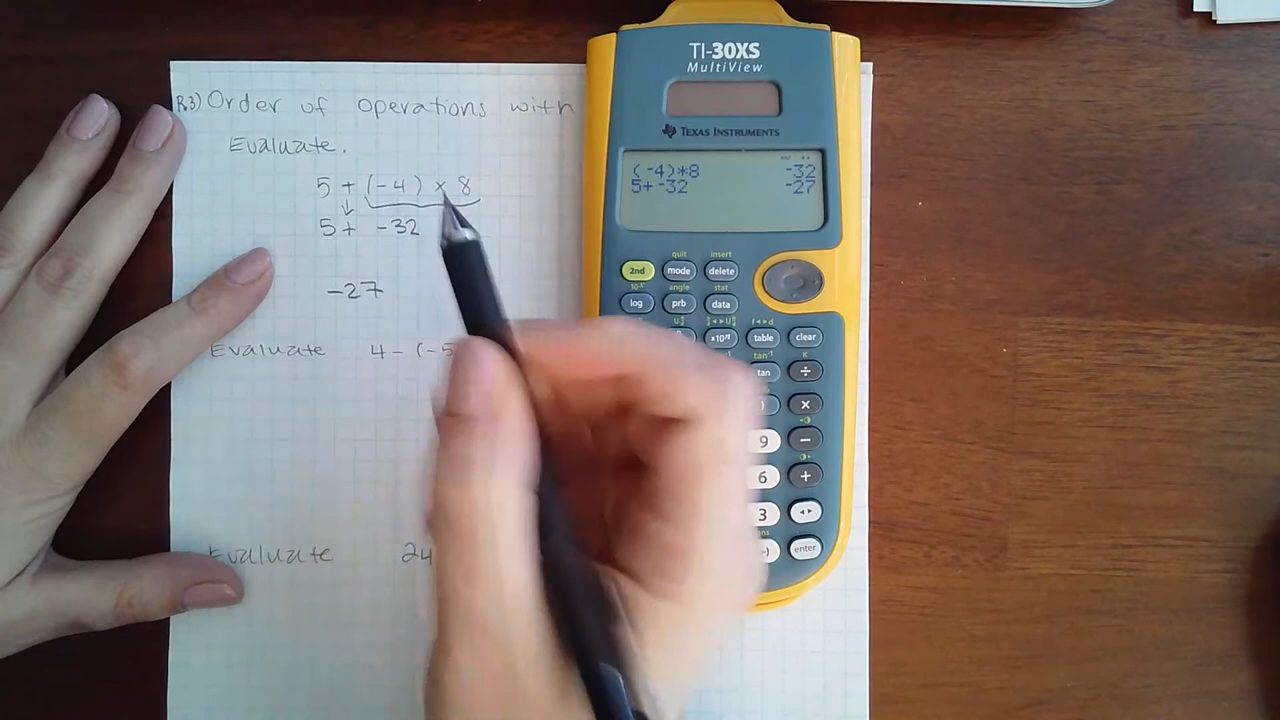 R.3) Order of operations with
Evaluate.
5 + (-4) × 8
5 + -32
-27
Evaluate 4 - (-5
Evaluate 24
TI-30XS
MultiView
TEXAS INSTRUMENTS
(-4)*8 -32
5+-32 -27
quit insert
2nd mode delete
angle stat
log prb data
table clear
tan ÷
×
9 −
6 +
3
(-) enter